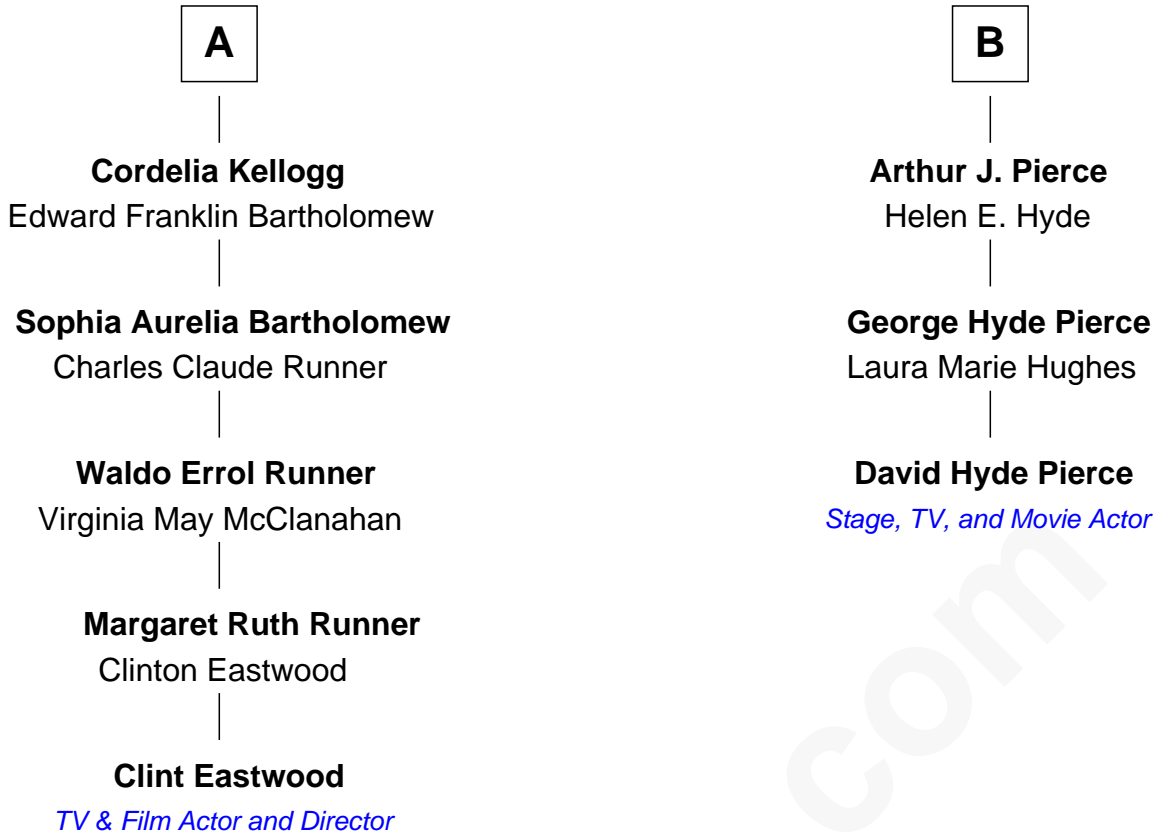 A
Cordelia Kellogg
Edward Franklin Bartholomew
Sophia Aurelia Bartholomew
Charles Claude Runner
Waldo Errol Runner
Virginia May McClanahan
Margaret Ruth Runner
Clinton Eastwood
Clint Eastwood
TV & Film Actor and Director
B
Arthur J. Pierce
Helen E. Hyde
George Hyde Pierce
Laura Marie Hughes
David Hyde Pierce
Stage, TV, and Movie Actor
com